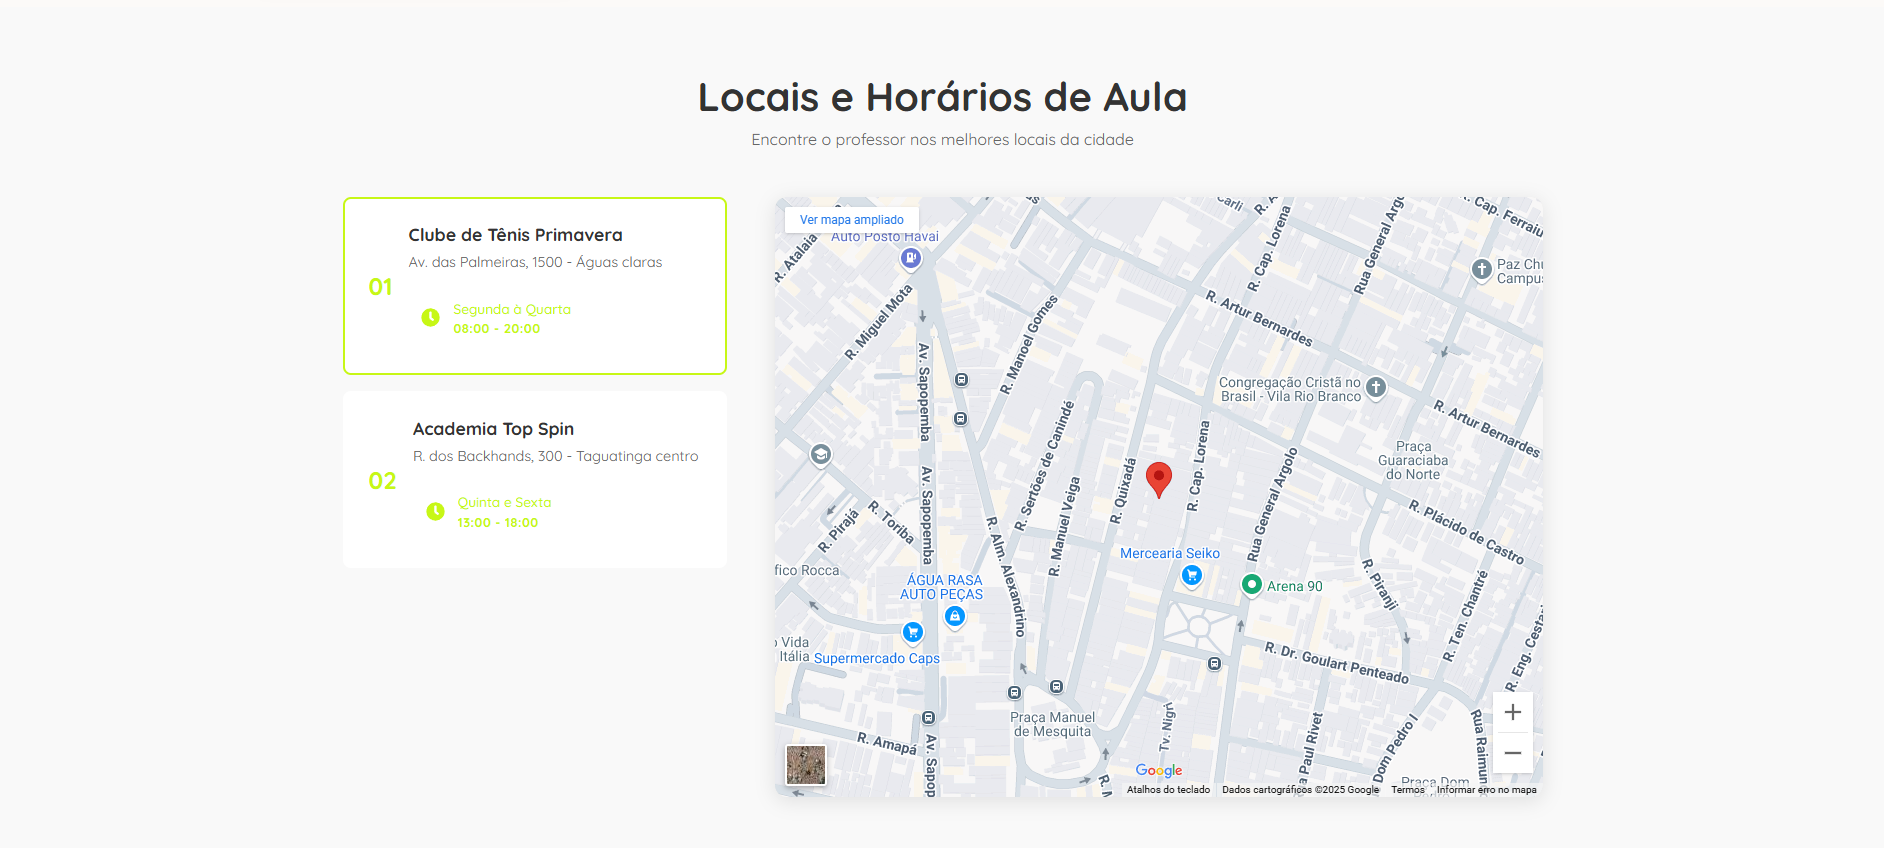 Locais e Horários de Aula
Encontre o professor nos melhores locais da cidade
01
Clube de Tênis Primavera
Av. das Palmeiras, 1500 - Águas claras
Segunda à Quarta
08:00 - 20:00
02
Academia Top Spin
R. dos Backhands, 300 - Taguatinga centro
Quinta e Sexta
13:00 - 18:00
Ver mapa ampliado
Auto Posto Havai
R. Atalaia
R. Miguel Mota
Av. Sapopemba
Av. Sapopemba
R. Manoel Gomes
Carli
R. A
R. Cap. Lorena
Rua General Argo
R. Cap. Ferraiu
Paz Chu
Campus
R. Artur Bernardes
Congregação Cristã no
Brasil - Vila Rio Branco
R. Artur Bernardes
Praça
Guaraciaba
do Norte
R. Sertões de Canindé
R. Manuel Veiga
R. Quixadá
R. Cap. Lorena
Rua General Argolo
R. Plácido de Castro
R. Pirajá
R. Toriba
R. Alm. Alexandrino
Mercearia Seiko
Arena 90
R. Piranji
R. Ten. Chantré
R. Eng. Cesta
fico Rocca
ÁGUA RASA
AUTO PEÇAS
Vida
Itália
Supermercado Caps
R. Dr. Goulart Penteado
Praça Manuel
de Mesquita
Tv. Nigri
Paul Rivet
Dom Pedro I
Rua Raimun
R. Amapá
Av. Sapop
Praça Dom
Google
Atalhos do teclado
Dados cartográficos ©2025 Google
Termos
Informar erro no mapa